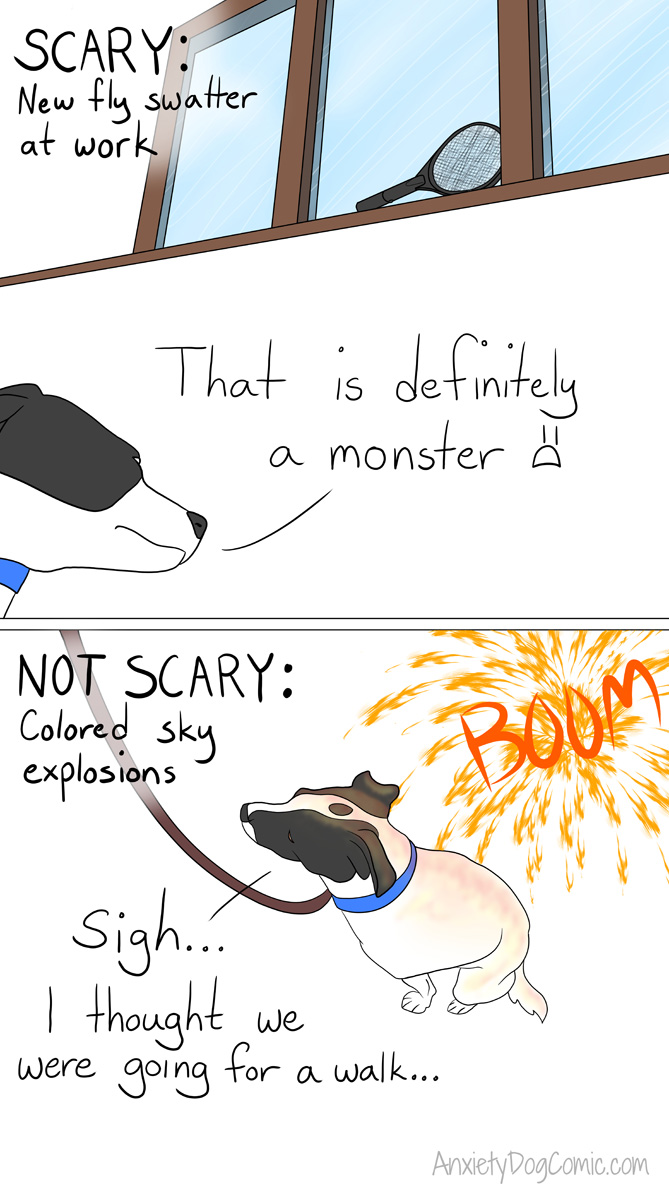 SCARY:
New fly swatter
at work
That is definitely
a monster
NOT SCARY:
Colored sky
explosions
BOOM
Sigh...
I thought we
were going for a walk...
AnxietyDogComic.com